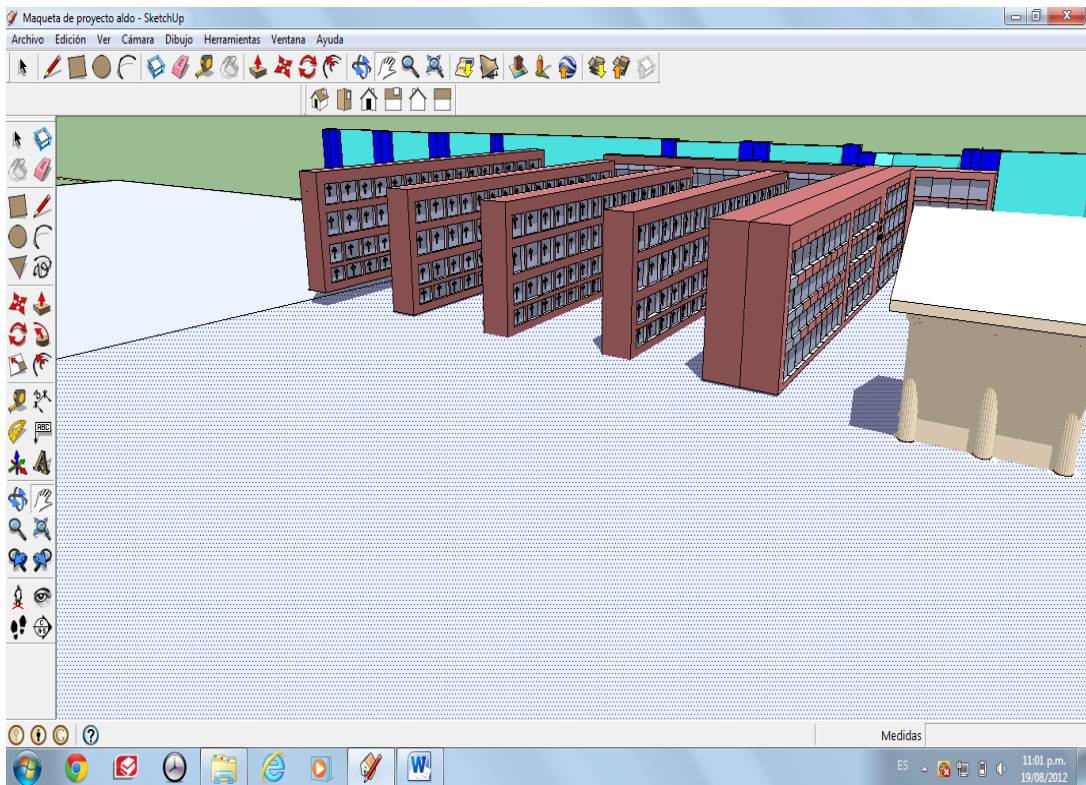 Maqueta de proyecto aldo - SketchUp
Archivo Edición Ver Cámara Dibujo Herramientas Ventana Ayuda
ABC
Medidas
ES
11:01 p.m.
19/08/2012